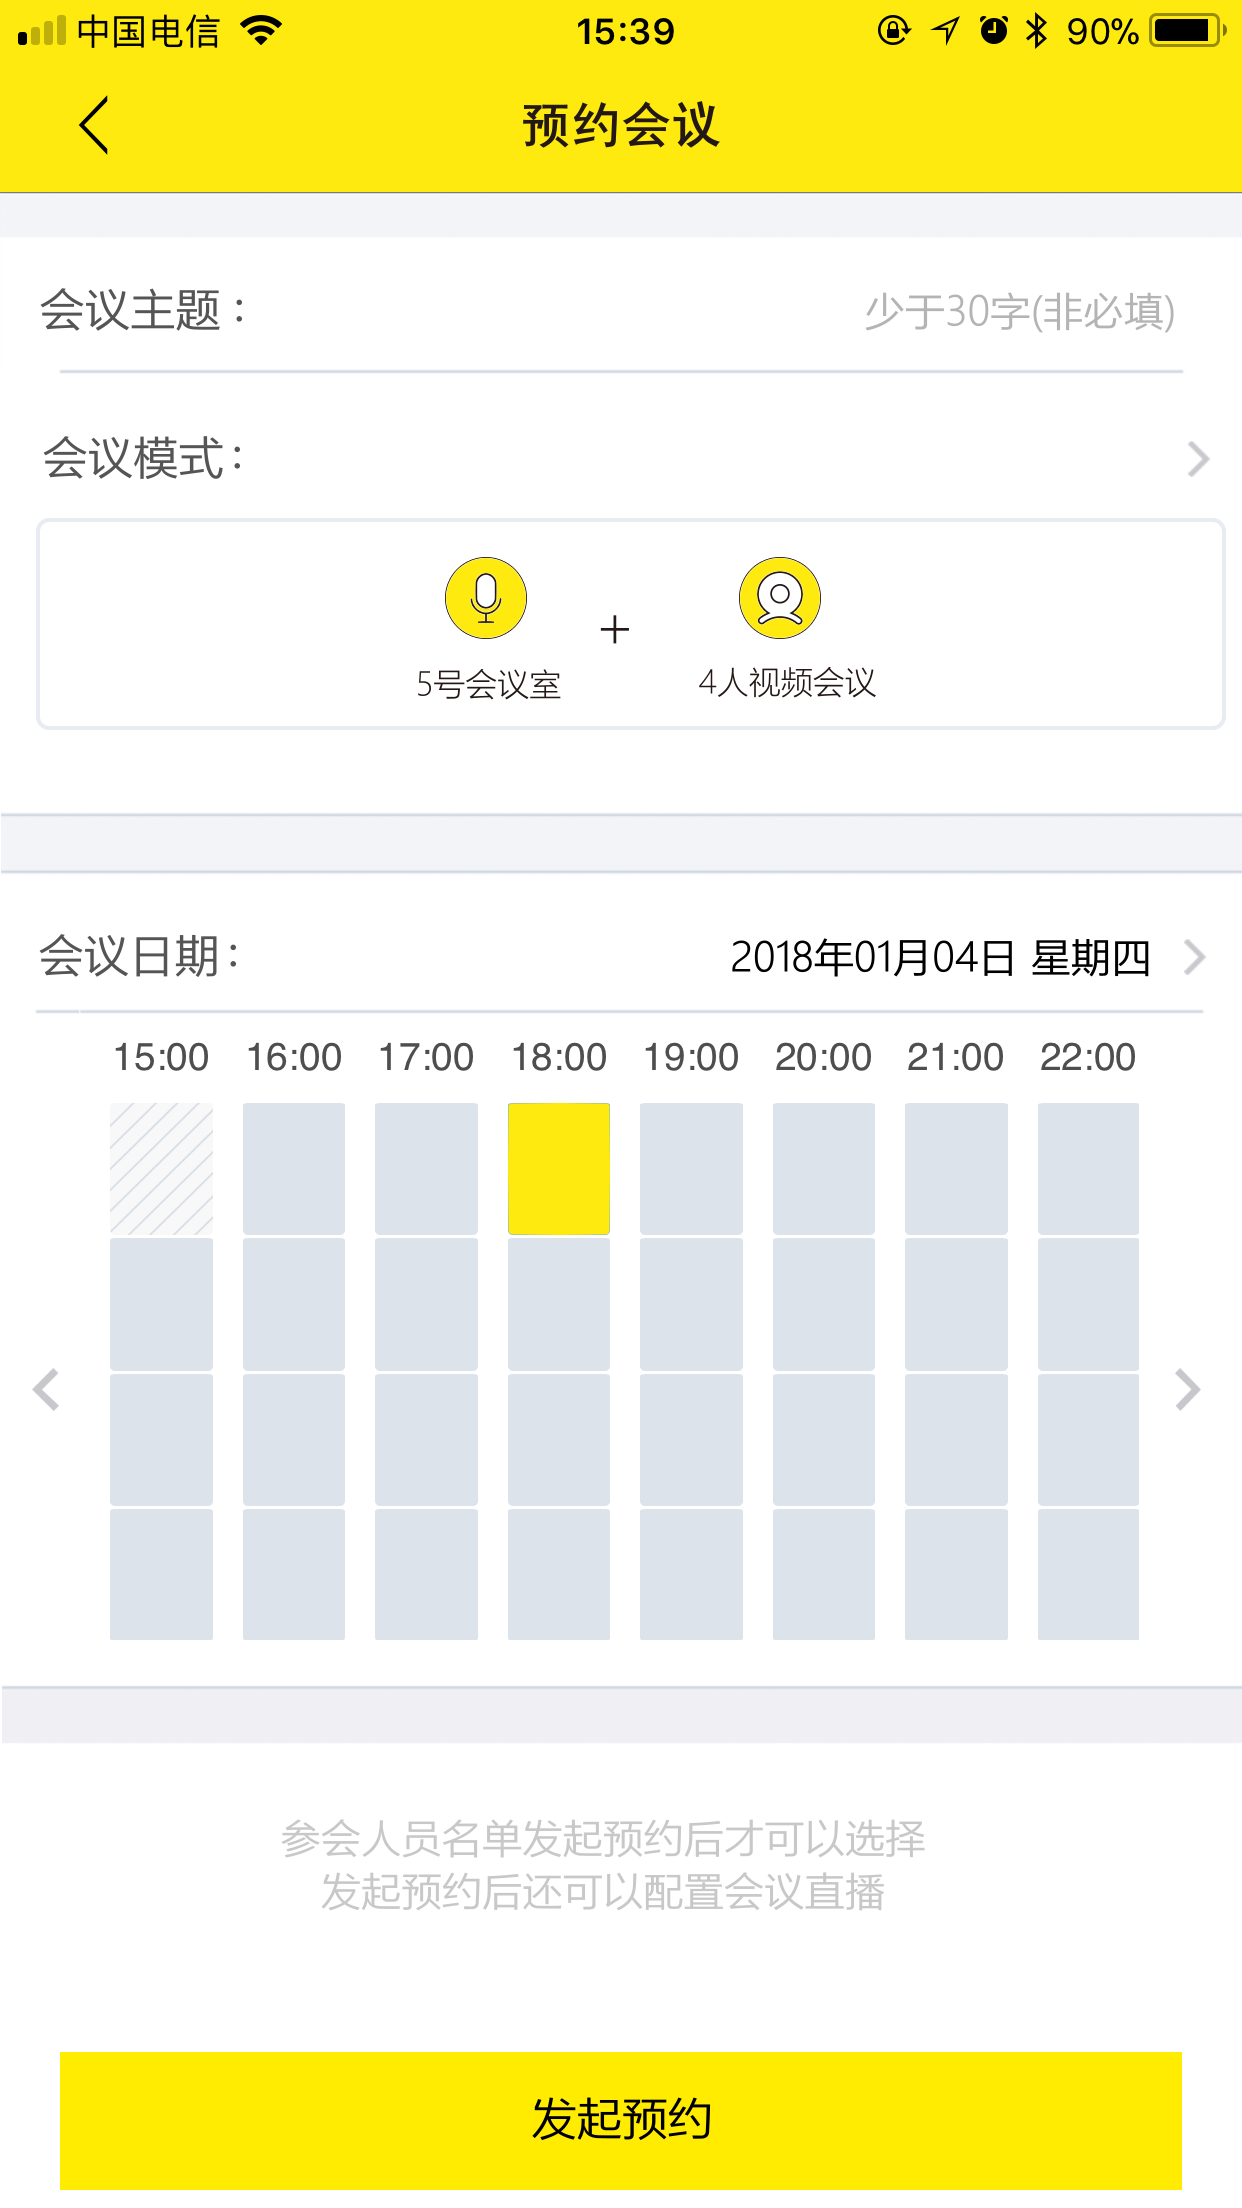 中国电信 15:39 90%
预约会议
会议主题： 少于30字(非必填)
会议模式：
+
5号会议室 4人视频会议
会议日期： 2018年01月04日 星期四
15:00 16:00 17:00 18:00 19:00 20:00 21:00 22:00
参会人员名单发起预约后才可以选择
发起预约后还可以配置会议直播
发起预约